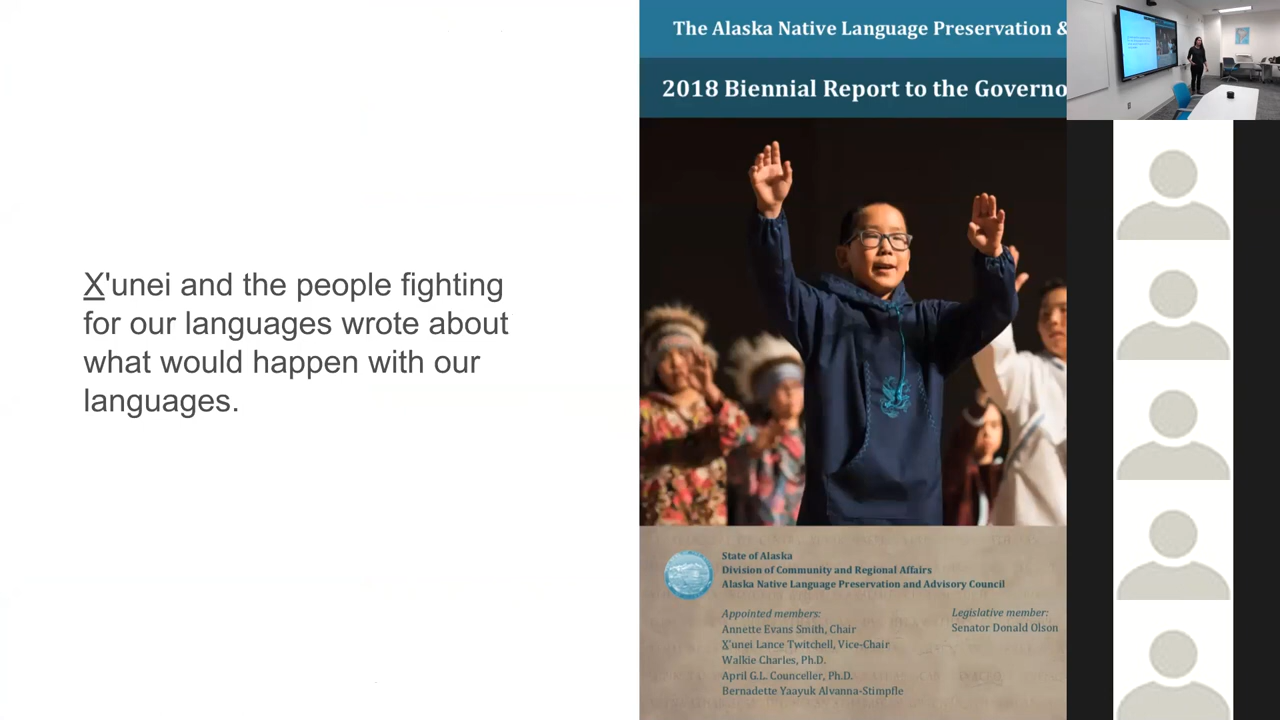 X̲'unei and the people fighting
for our languages wrote about
what would happen with our
languages.
The Alaska Native Language Preservation &
2018 Biennial Report to the Governo
State of Alaska
Division of Community and Regional Affairs
Alaska Native Language Preservation and Advisory Council
Appointed members:
Annette Evans Smith, Chair
X̲'unei Lance Twitchell, Vice-Chair
Walkie Charles, Ph.D.
April G.L. Counceller, Ph.D.
Bernadette Yaayuk Alvanna-Stimpfle
Legislative member:
Senator Donald Olson